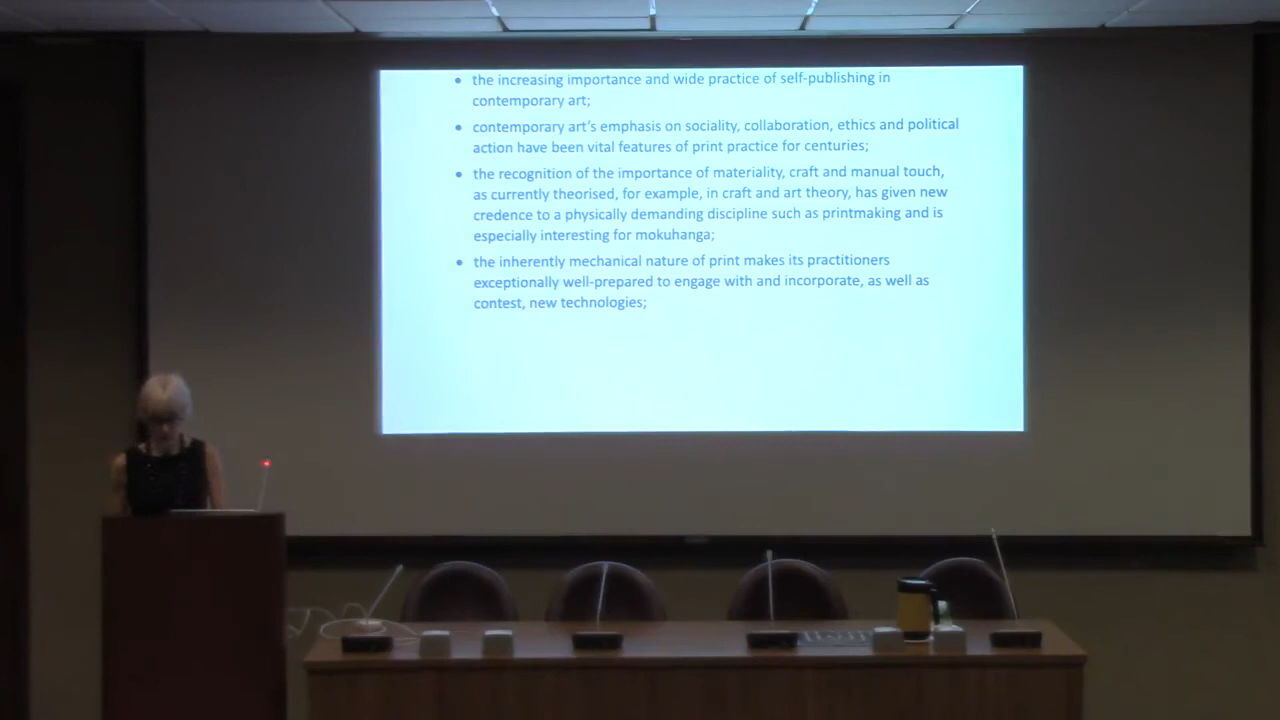 • the increasing importance and wide practice of self-publishing in
contemporary art;
• contemporary art's emphasis on sociality, collaboration, ethics and political
action have been vital features of print practice for centuries;
• the recognition of the importance of materiality, craft and manual touch,
as currently theorised, for example, in craft and art theory, has given new
credence to a physically demanding discipline such as printmaking and is
especially interesting for mokuhanga;
• the inherently mechanical nature of print makes its practitioners
exceptionally well-prepared to engage with and incorporate, as well as
contest, new technologies;